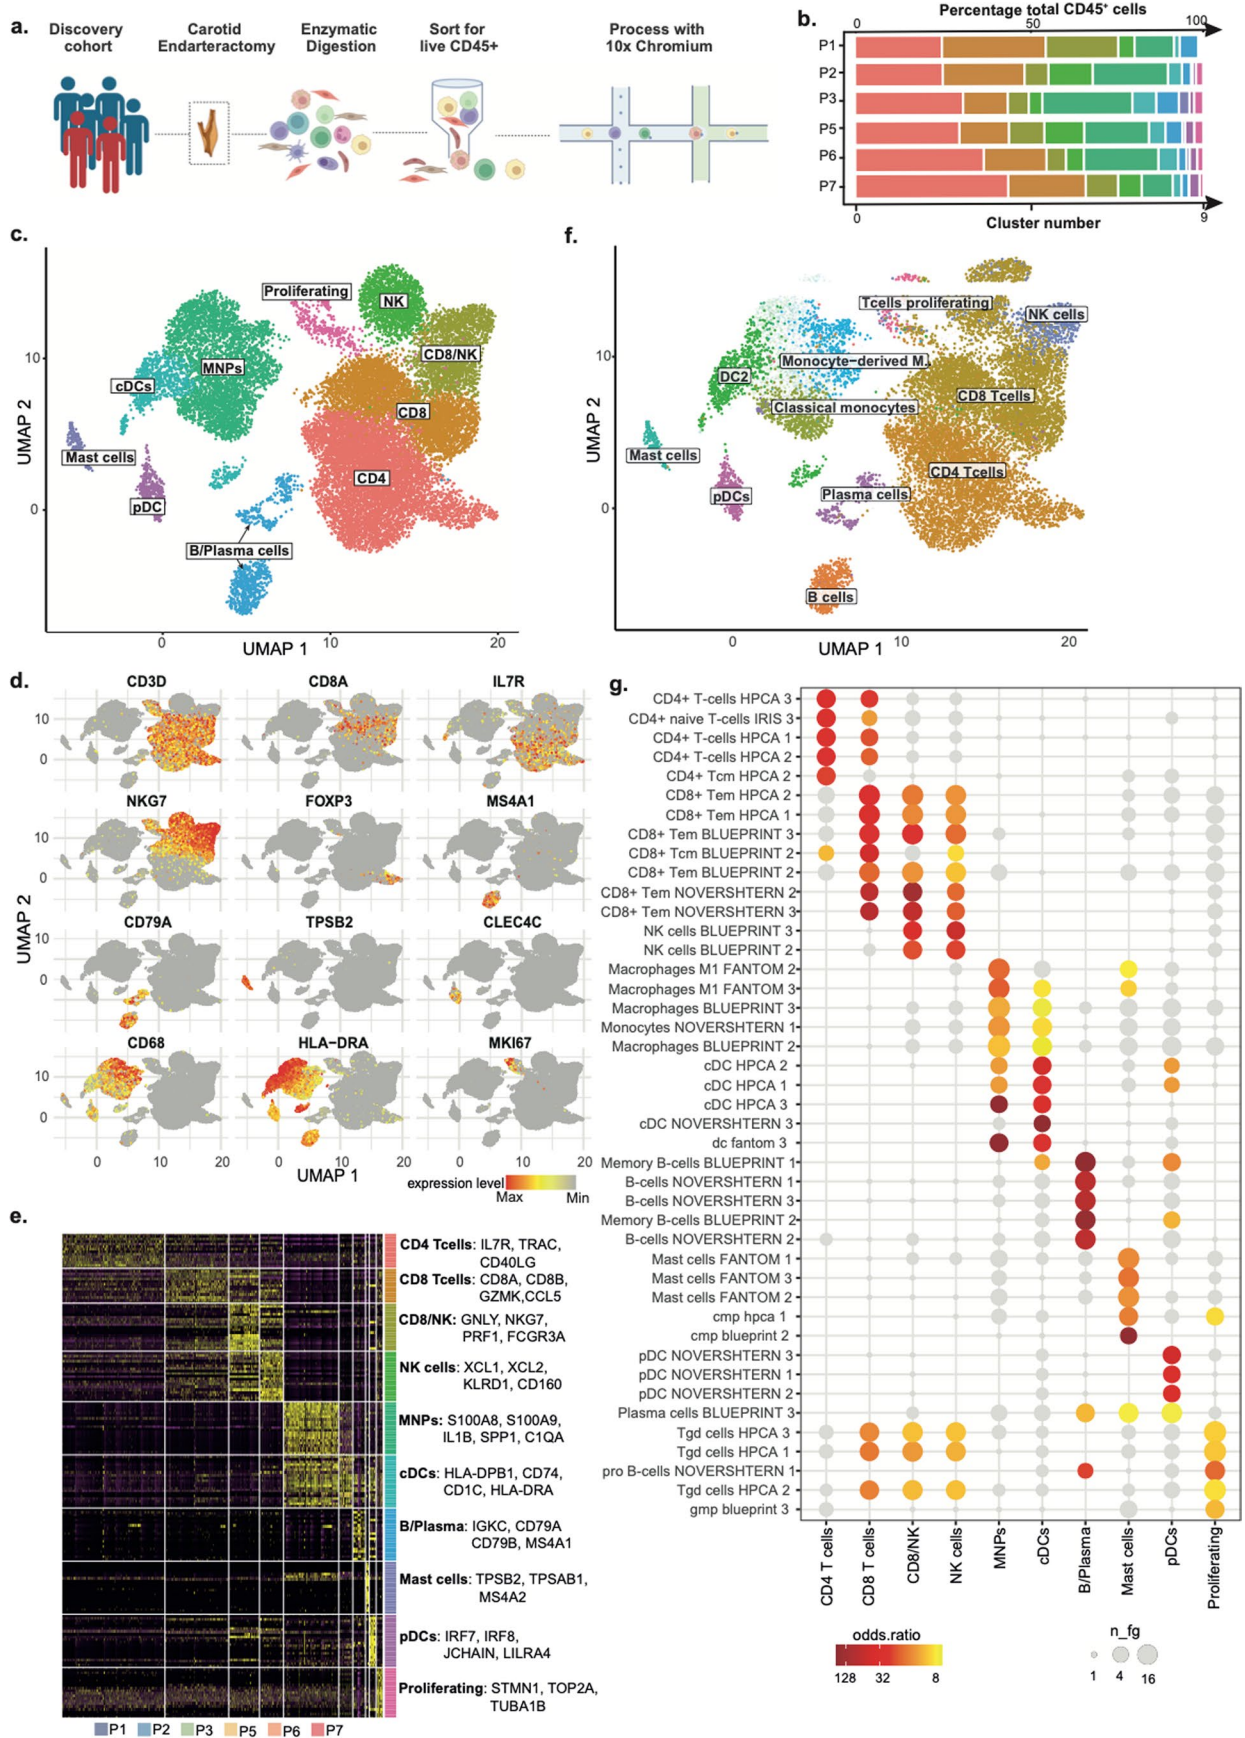 a.
Discovery
cohort
Carotid
Endarteractomy
Enzymatic
Digestion
Sort for
live CD45+
Process with
10x Chromium
b.
Percentage total CD45+ cells
0
50
100
P1
P2
P3
P5
P6
P7
0
9
Cluster number
c.
Proliferating
NK
CD8/NK
MNPs
cDCs
CD8
Mast cells
CD4
pDC
B/Plasma cells
10
0
UMAP 2
0
10
20
UMAP 1
f.
Tcells proliferating
NK cells
Monocyte-derived M..
DC2
CD8 Tcells
Classical monocytes
Mast cells
CD4 Tcells
pDCs
Plasma cells
B cells
10
0
UMAP 2
0
10
20
UMAP 1
d.
CD3D
CD8A
IL7R
10
0
NKG7
FOXP3
MS4A1
10
0
CD79A
TPSB2
CLEC4C
10
0
CD68
HLA-DRA
MKI67
10
0
UMAP 2
0
10
20
0
10
20
0
10
20
UMAP 1
expression level
Max
Min
e.
CD4 Tcells: IL7R, TRAC,
CD40LG
CD8 Tcells: CD8A, CD8B,
GZMK,CCL5
CD8/NK: GNLY, NKG7,
PRF1, FCGR3A
NK cells: XCL1, XCL2,
KLRD1, CD160
MNPs: S100A8, S100A9,
IL1B, SPP1, C1QA
cDCs: HLA-DPB1, CD74,
CD1C, HLA-DRA
B/Plasma: IGKC, CD79A
CD79B, MS4A1
Mast cells: TPSB2, TPSAB1,
MS4A2
pDCs: IRF7, IRF8,
JCHAIN, LILRA4
Proliferating: STMN1, TOP2A,
TUBA1B
P1
P2
P3
P5
P6
P7
g.
CD4+ T-cells HPCA 3
CD4+ naive T-cells IRIS 3
CD4+ T-cells HPCA 1
CD4+ T-cells HPCA 2
CD4+ Tcm HPCA 2
CD8+ Tem HPCA 2
CD8+ Tem HPCA 1
CD8+ Tem BLUEPRINT 3
CD8+ Tcm BLUEPRINT 2
CD8+ Tem BLUEPRINT 2
CD8+ Tem NOVERSHTERN 2
CD8+ Tem NOVERSHTERN 3
NK cells BLUEPRINT 3
NK cells BLUEPRINT 2
Macrophages M1 FANTOM 2
Macrophages M1 FANTOM 3
Macrophages BLUEPRINT 3
Monocytes NOVERSHTERN 1
Macrophages BLUEPRINT 2
cDC HPCA 2
cDC HPCA 1
cDC HPCA 3
cDC NOVERSHTERN 3
dc fantom 3
Memory B-cells BLUEPRINT 1
B-cells NOVERSHTERN 1
B-cells NOVERSHTERN 3
Memory B-cells BLUEPRINT 2
B-cells NOVERSHTERN 2
Mast cells FANTOM 1
Mast cells FANTOM 3
Mast cells FANTOM 2
cmp hpca 1
cmp blueprint 2
pDC NOVERSHTERN 3
pDC NOVERSHTERN 1
pDC NOVERSHTERN 2
Plasma cells BLUEPRINT 3
Tgd cells HPCA 3
Tgd cells HPCA 1
pro B-cells NOVERSHTERN 1
Tgd cells HPCA 2
gmp blueprint 3
CD4 T cells
CD8 T cells
CD8/NK
NK cells
MNPs
cDCs
B/Plasma
Mast cells
pDCs
Proliferating
odds.ratio
128
32
8
n_fg
1
4
16